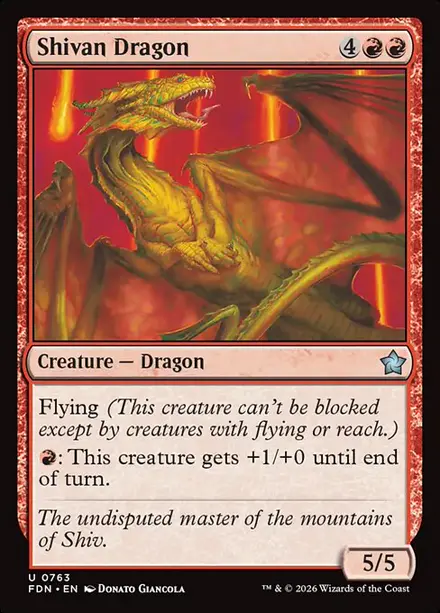 Shivan Dragon 4
Creature — Dragon
Flying (This creature can't be blocked
except by creatures with flying or reach.)
: This creature gets +1/+0 until end
of turn.
The undisputed master of the mountains
of Shiv.
5/5
U 0763
FDN • EN Donato Giancola
™ & © 2026 Wizards of the Coast